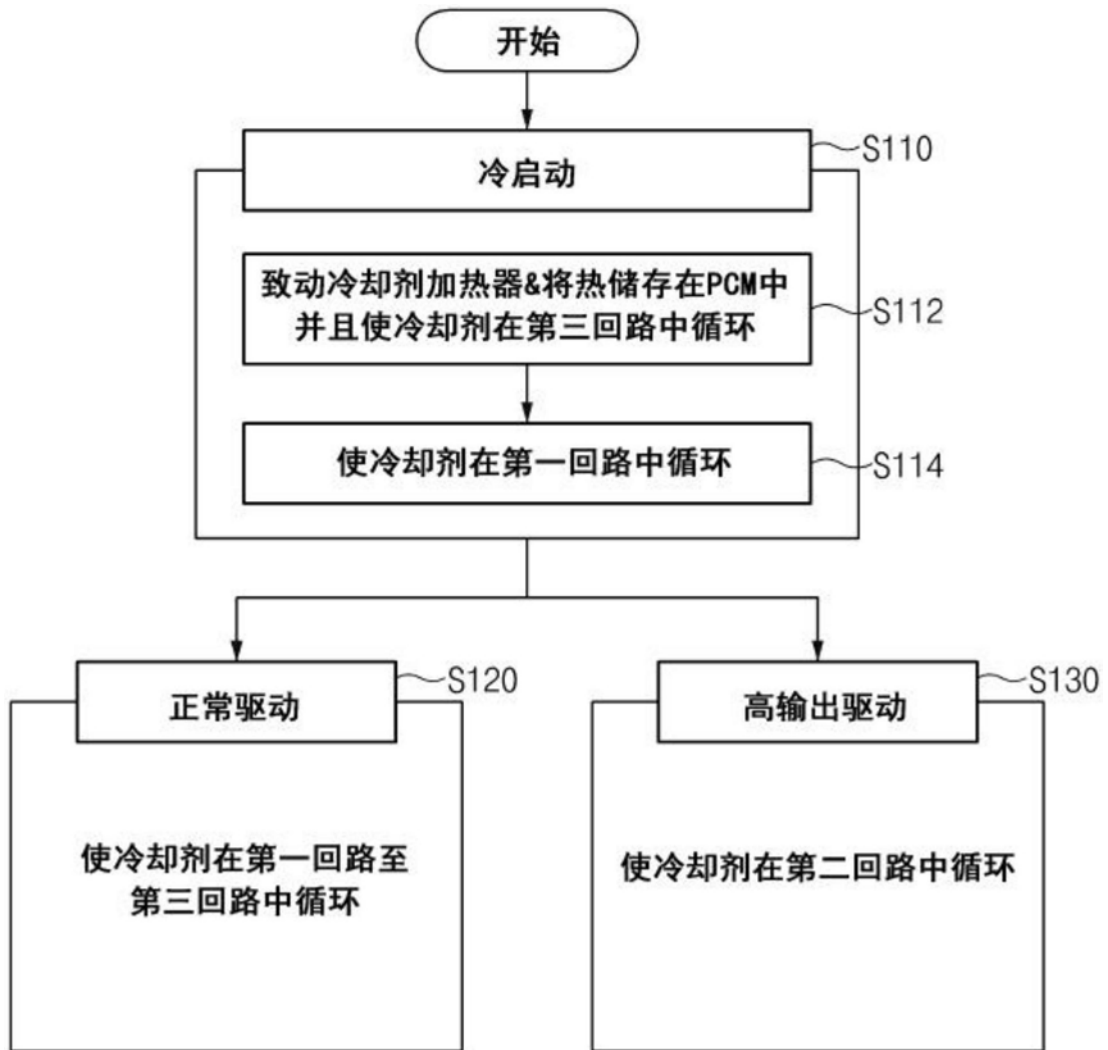 开始
冷启动
S110
致动冷却剂加热器&将热储存在PCM中
并且使冷却剂在第三回路中循环
S112
使冷却剂在第一回路中循环
S114
正常驱动
S120
高输出驱动
S130
使冷却剂在第一回路至
第三回路中循环
使冷却剂在第二回路中循环